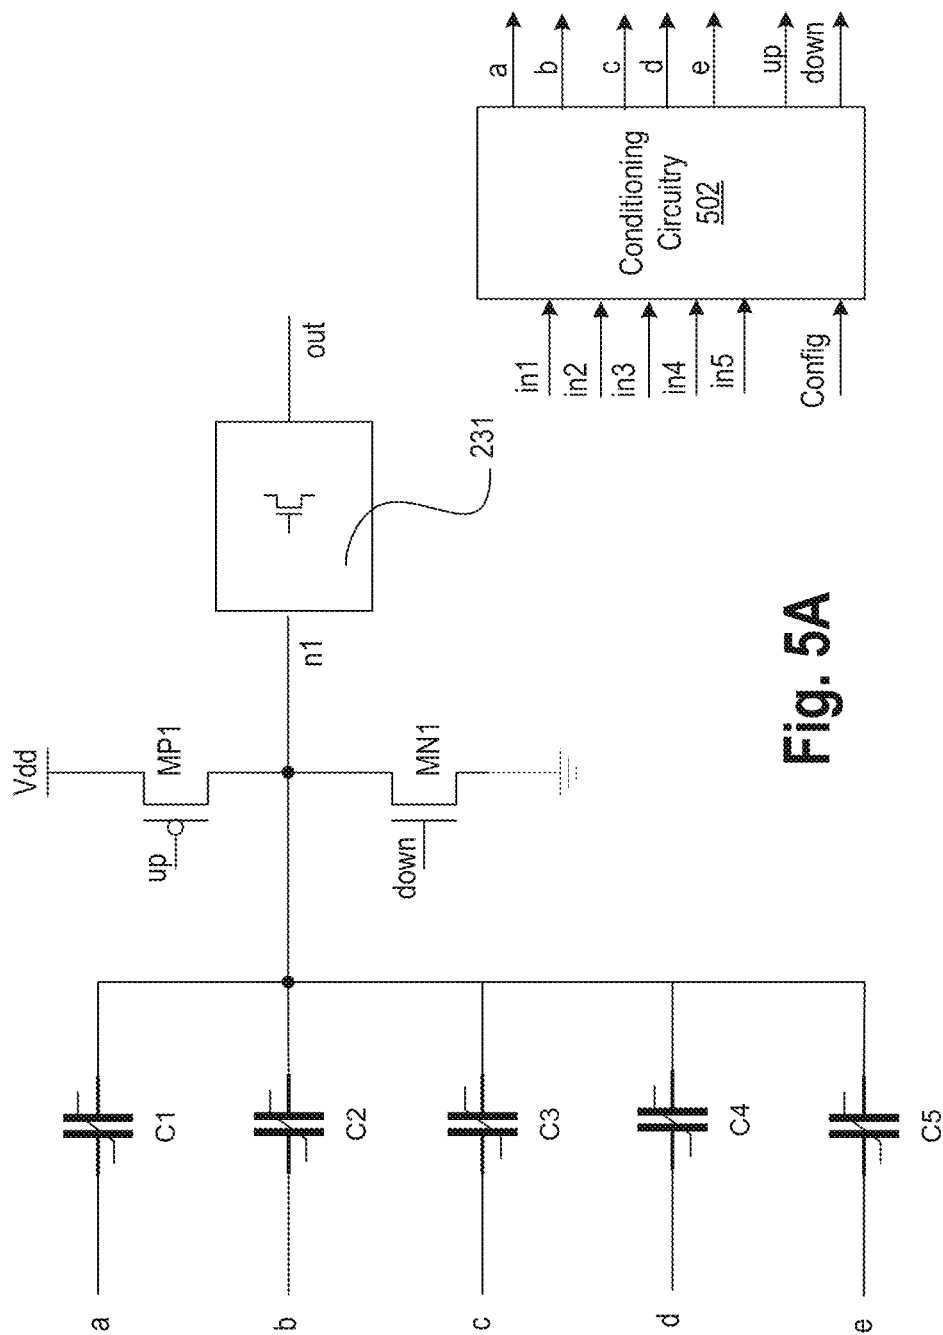 a
C1
b
C2
c
C3
d
C4
e
C5
Vdd
up
MP1
down
MN1
n1
231
out
in1
in2
in3
in4
in5
Config
Conditioning
Circuitry
502
a
b
c
d
e
up
down
Fig. 5A